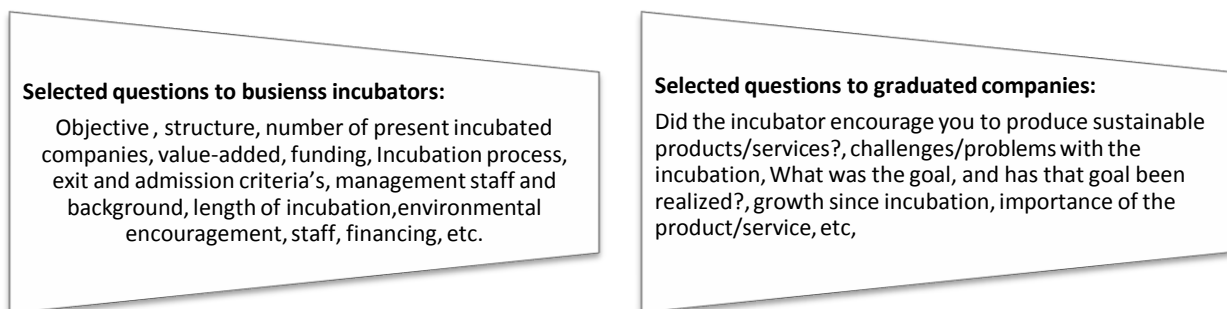 Selected questions to busienss incubators:
Objective , structure, number of present incubated
companies, value-added, funding, Incubation process,
exit and admission criteria's, management staff and
background, length of incubation,environmental
encouragement, staff, financing, etc.
Selected questions to graduated companies:
Did the incubator encourage you to produce sustainable
products/services?, challenges/problems with the
incubation, What was the goal, and has that goal been
realized?, growth since incubation, importance of the
product/service, etc,